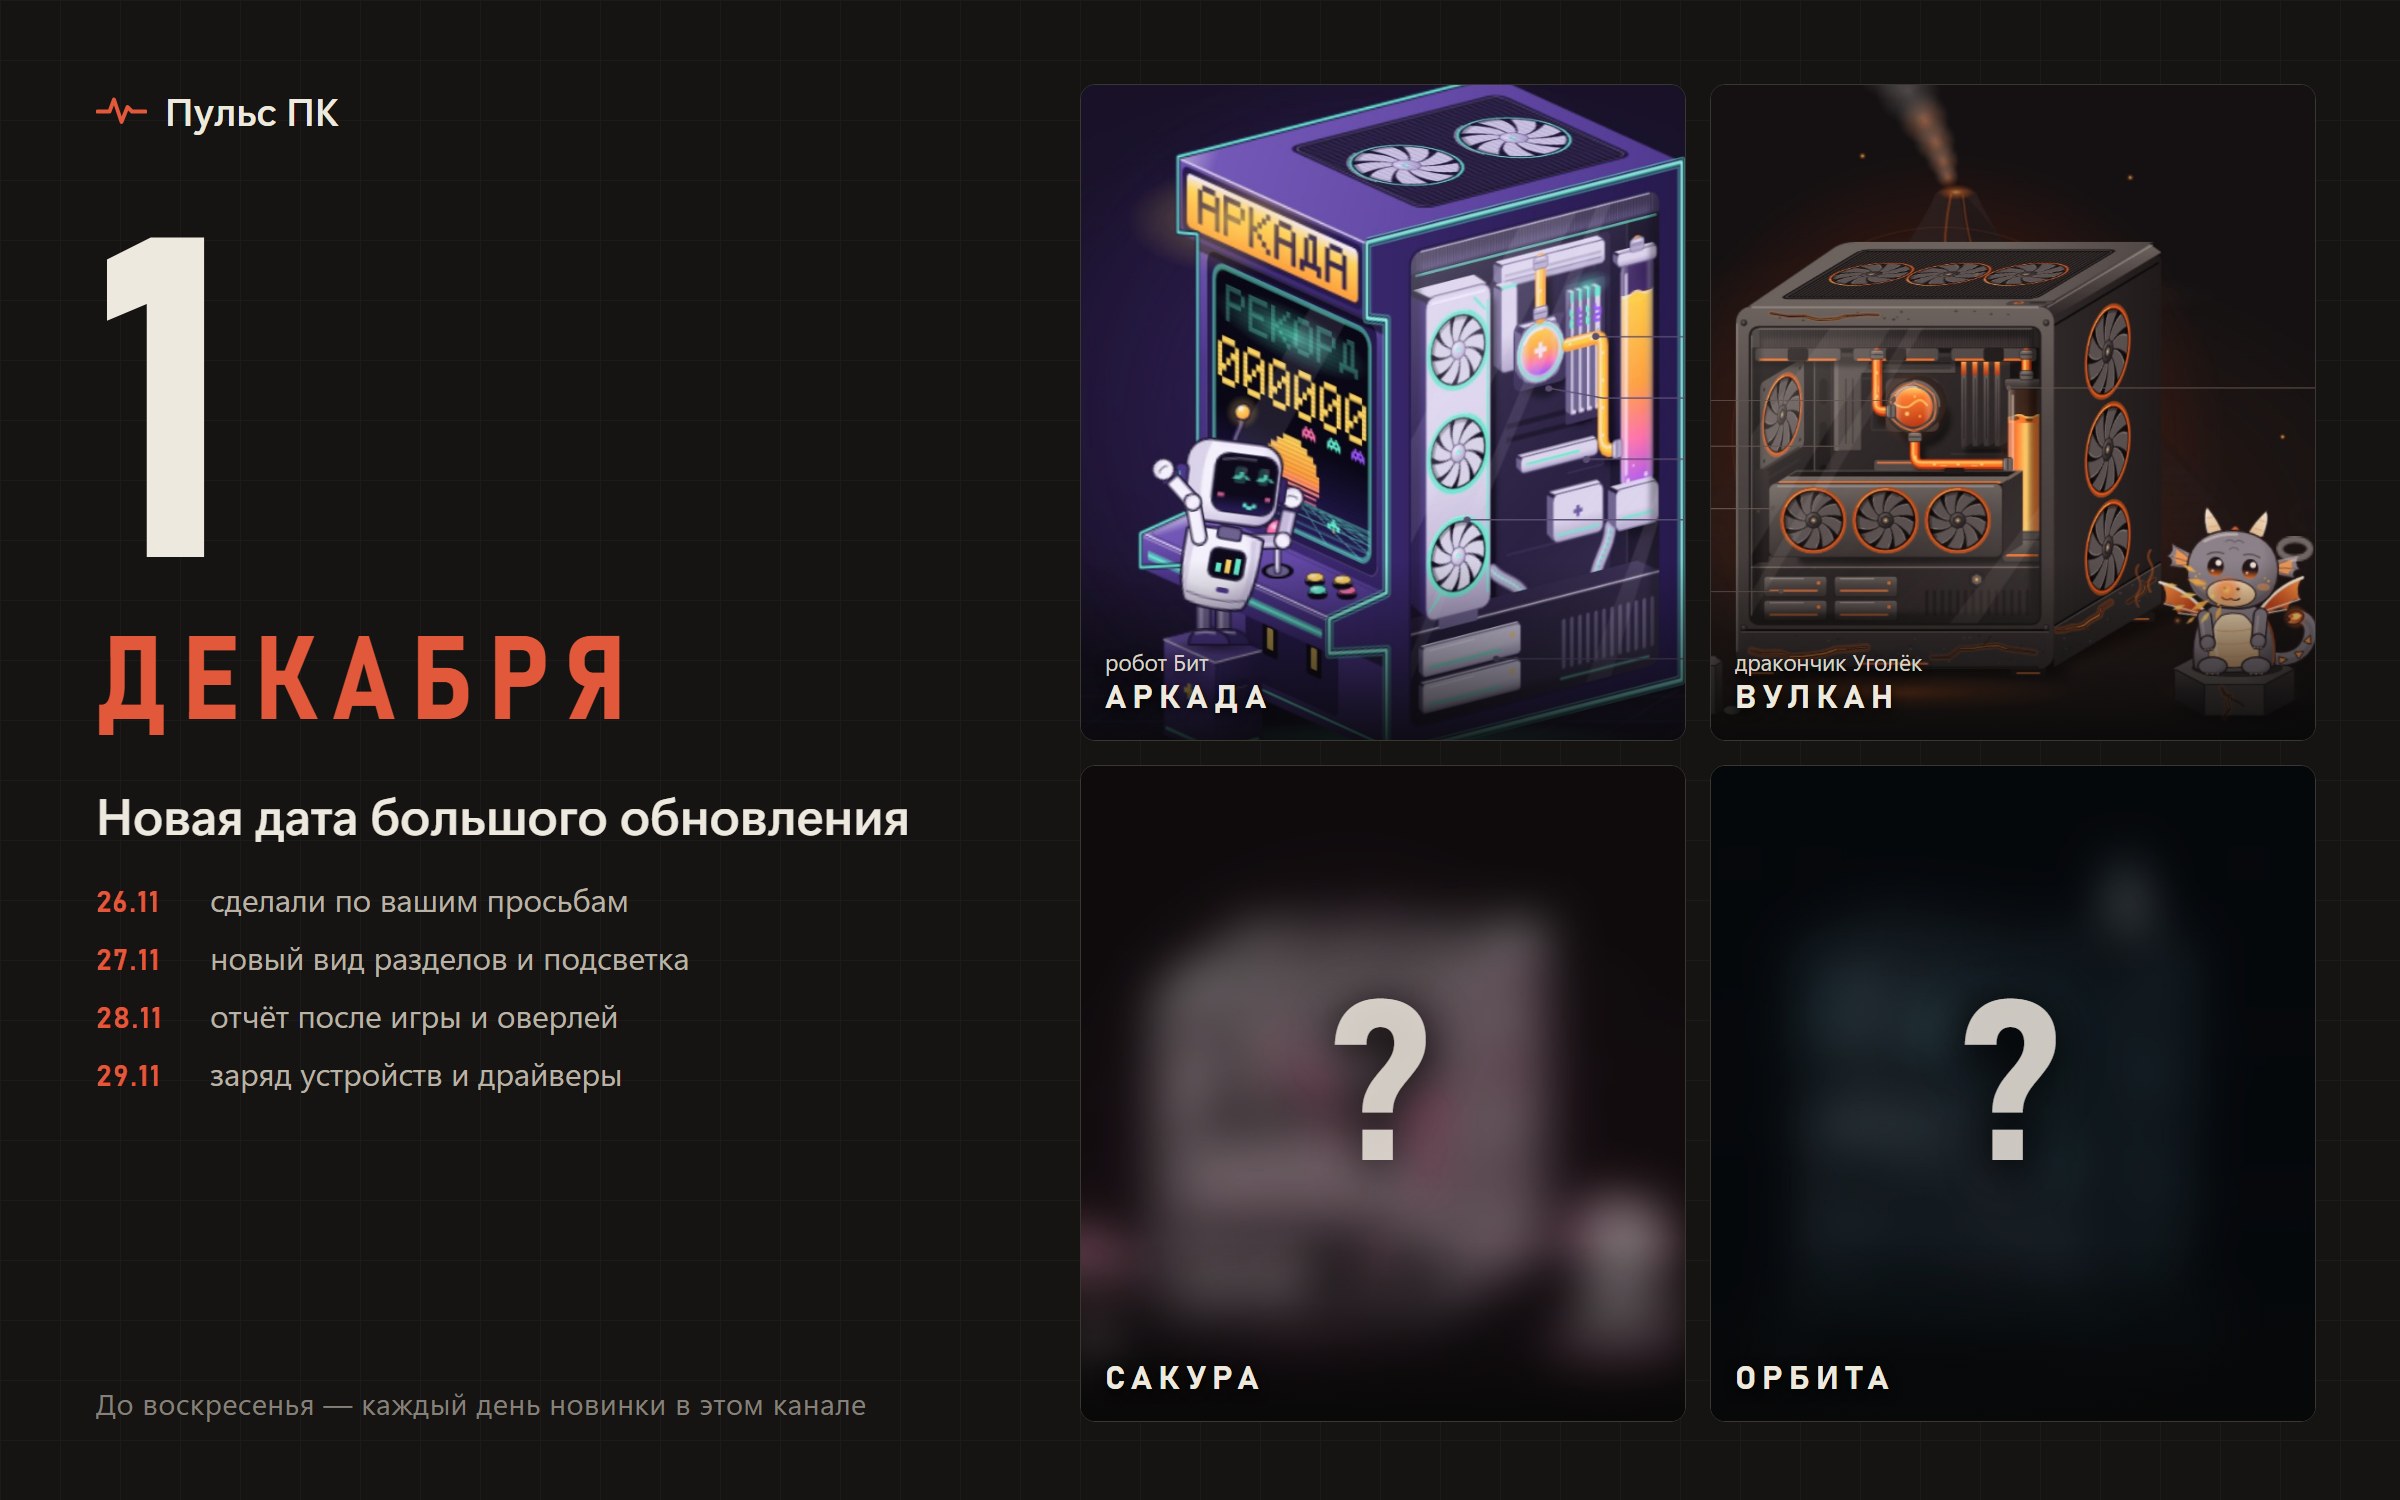 Пульс ПК
1
ДЕКАБРЯ
Новая дата большого обновления
26.11 сделали по вашим просьбам
27.11 новый вид разделов и подсветка
28.11 отчёт после игры и оверлей
29.11 заряд устройств и драйверы
До воскресенья — каждый день новинки в этом канале
АРКАДА
РЕКОРД
000000
робот Бит
АРКАДА
дракончик Уголёк
ВУЛКАН
?
САКУРА
?
ОРБИТА